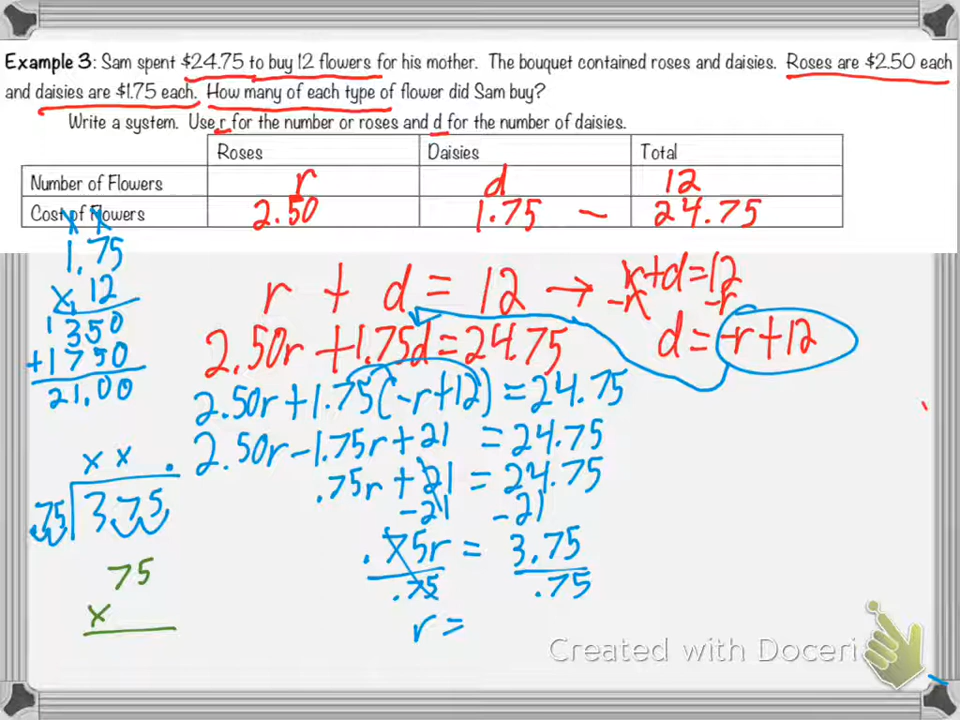 Example 3: Sam spent $24.75 to buy 12 flowers for his mother. The bouquet contained roses and daisies. Roses are $2.50 each
and daisies are $1.75 each. How many of each type of flower did Sam buy?
Write a system. Use r for the number or roses and d for the number of daisies.
Roses Daisies Total
Number of Flowers r d 12
Cost of Flowers 2.50 1.75 - 24.75
x x
1.75
x 12
1
350
+1750
21.00
r + d = 12 → r+d=12
-r -r
d = -r+12
2.50r + 1.75d = 24.75
2.50r + 1.75(-r+12) = 24.75
2.50r - 1.75r + 21 = 24.75
.75r + 21 = 24.75
-21 -21
.75r = 3.75
.75 .75
r =
x x .
.75 375
75
x
Created with Doceri